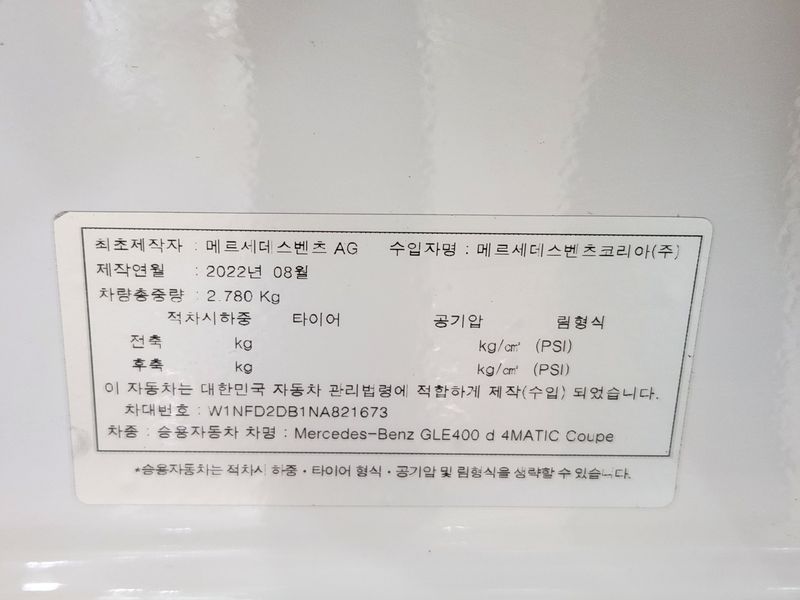 최초제작자 : 메르세데스벤츠 AG 수입자명 : 메르세데스벤츠코리아(주)
제작연월 : 2022년 08월
차량총중량 : 2.780 Kg
적차시하중 타이어 공기압 림형식
전축 kg kg/㎠ (PSI)
후축 kg kg/㎠ (PSI)
이 자동차는 대한민국 자동차 관리법령에 적합하게 제작(수입) 되었습니다.
차대번호 : W1NFD2DB1NA821673
차종 : 승용자동차 차명 : Mercedes-Benz GLE400 d 4MATIC Coupe
*승용자동차는 적차시 하중・타이어 형식・공기압 및 림형식을 생략할 수 있습니다.